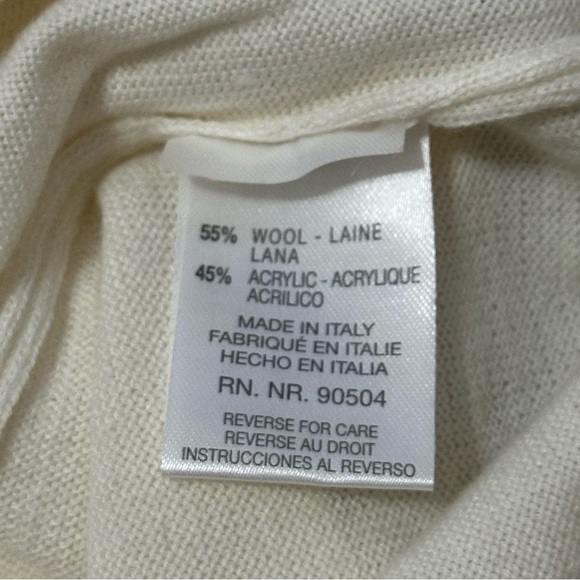 55% WOOL - LAINE
LANA
45% ACRYLIC - ACRYLIQUE
ACRILICO
MADE IN ITALY
FABRIQUÉ EN ITALIE
HECHO EN ITALIA
RN. NR. 90504
REVERSE FOR CARE
REVERSE AU DROIT
INSTRUCCIONES AL REVERSO